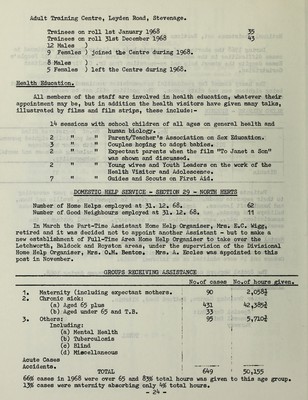 Adult Training Centre, Leyden Road, Stevenage.
Trainees on roll 1st January 1968 35
Trainees on roll 31st December 1968 43
12 Males )
9 Females ) joined the Centre during 1968.
8 Males )
5 Females ) left the Centre during 1968.
Health Education.
All members of the staff are involved in health education, whatever their
appointment may be, but in addition the health visitors have given many talks,
illustrated by films and film strips, these include:-
14 sessions with school children of all ages on general health and
human biology.
2 " " Parent/Teacher's Association on Sex Education.
3 " " Couples hoping to adopt babies.
2 " " Expectant parents when the film "To Janet a Son"
was shown and discussed.
2 " " Young wives and Youth Leaders on the work of the
Health Visitor and Adolescence.
7 " " Guides and Scouts on First Aid.
DOMESTIC HELP SERVICE - SECTION 29 - NORTH HERTS
Number of Home Helps employed at 31. 12. 68. 62
Number of Good Neighbours employed at 31. 12. 68. 11
In March the Part-Time Assistant Home Help Organiser, Mrs. E.C. Wigg,
retired and it was decided not to appoint another Assistant - but to make a
new establishment of Full-Time Area Home Help Organiser to take over the
Letchworth, Baldock and Royston areas, under the supervision of the Divisional
Home Help Organiser, Mrs. O.M. Benton. Mrs. A. Eccles was appointed to this
post in November.
GROUPS RECEIVING ASSISTANCE
No.of cases No.of hours given.
1. Maternity (including expectant mothers. 90 2,058½
2. Chronic sick:
(a) Aged 65 plus 431 42,385½
(b) Aged under 65 and T.B. 33
3. Others: 95 5,710½
Including:
(a) Mental Health
(b) Tuberculosis
(c) Blind
(d) Miscellaneous
Acute Cases
Accidents.
TOTAL 649 50,155
66% cases in 1968 were over 65 and 83% total hours was given to this age group.
13% cases were maternity absorbing only 4% total hours.
- 24 -